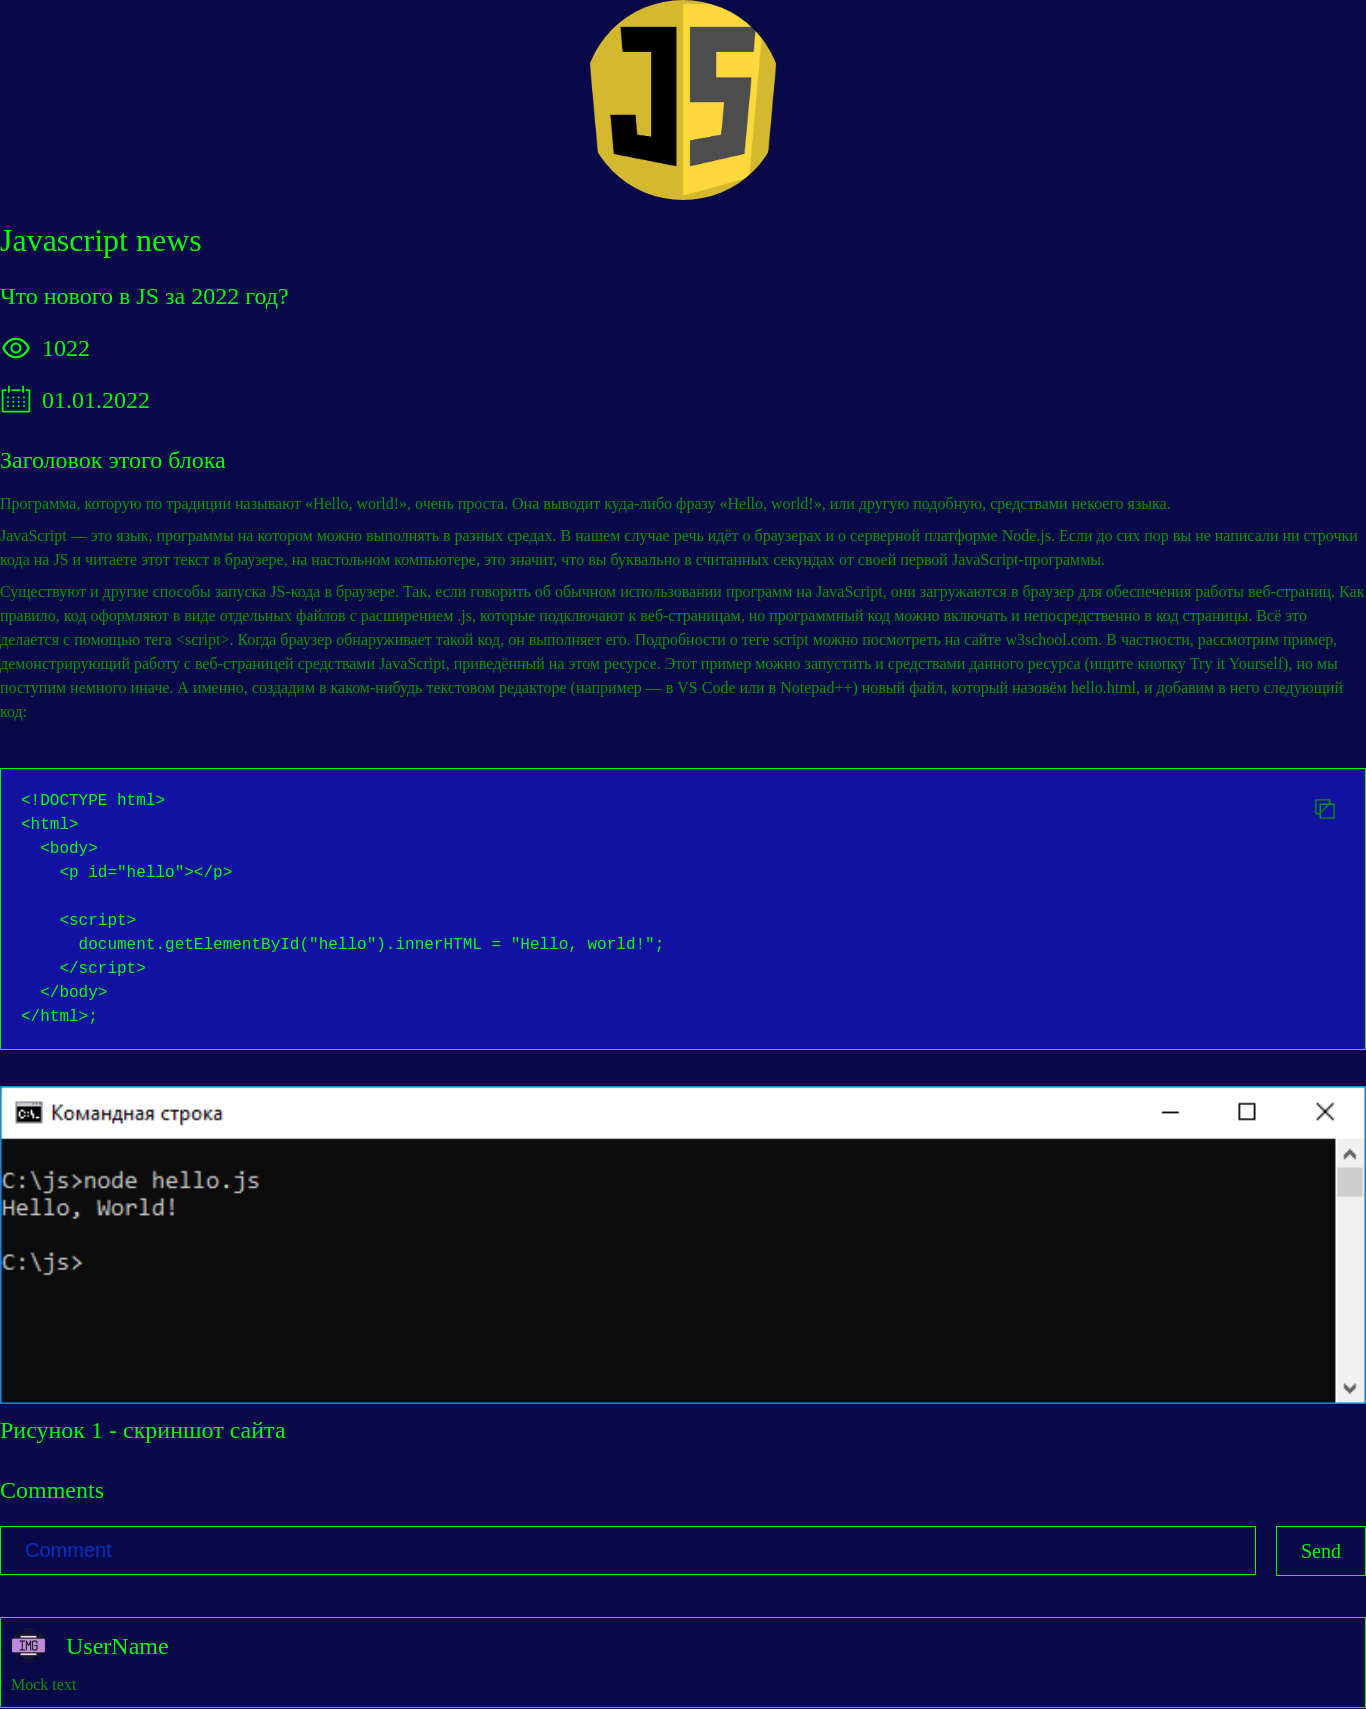 JS
Javascript news
Что нового в JS за 2022 год?
1022
01.01.2022
Заголовок этого блока
Программа, которую по традиции называют «Hello, world!», очень проста. Она выводит куда-либо фразу «Hello, world!», или другую подобную, средствами некоего языка.
JavaScript — это язык, программы на котором можно выполнять в разных средах. В нашем случае речь идёт о браузерах и о серверной платформе Node.js. Если до сих пор вы не написали ни строчки
кода на JS и читаете этот текст в браузере, на настольном компьютере, это значит, что вы буквально в считанных секундах от своей первой JavaScript-программы.
Существуют и другие способы запуска JS-кода в браузере. Так, если говорить об обычном использовании программ на JavaScript, они загружаются в браузер для обеспечения работы веб-страниц. Как
правило, код оформляют в виде отдельных файлов с расширением .js, которые подключают к веб-страницам, но программный код можно включать и непосредственно в код страницы. Всё это
делается с помощью тега <script>. Когда браузер обнаруживает такой код, он выполняет его. Подробности о теге script можно посмотреть на сайте w3school.com. В частности, рассмотрим пример,
демонстрирующий работу с веб-страницей средствами JavaScript, приведённый на этом ресурсе. Этот пример можно запустить и средствами данного ресурса (ищите кнопку Try it Yourself), но мы
поступим немного иначе. А именно, создадим в каком-нибудь текстовом редакторе (например — в VS Code или в Notepad++) новый файл, который назовём hello.html, и добавим в него следующий
код:
<!DOCTYPE html>
<html>
  <body>
    <p id="hello"></p>

    <script>
      document.getElementById("hello").innerHTML = "Hello, world!";
    </script>
  </body>
</html>;
C:\. Командная строка
C:\js>node hello.js
Hello, World!
C:\js>
Рисунок 1 - скриншот сайта
Comments
Comment
Send
IMG UserName
Mock text